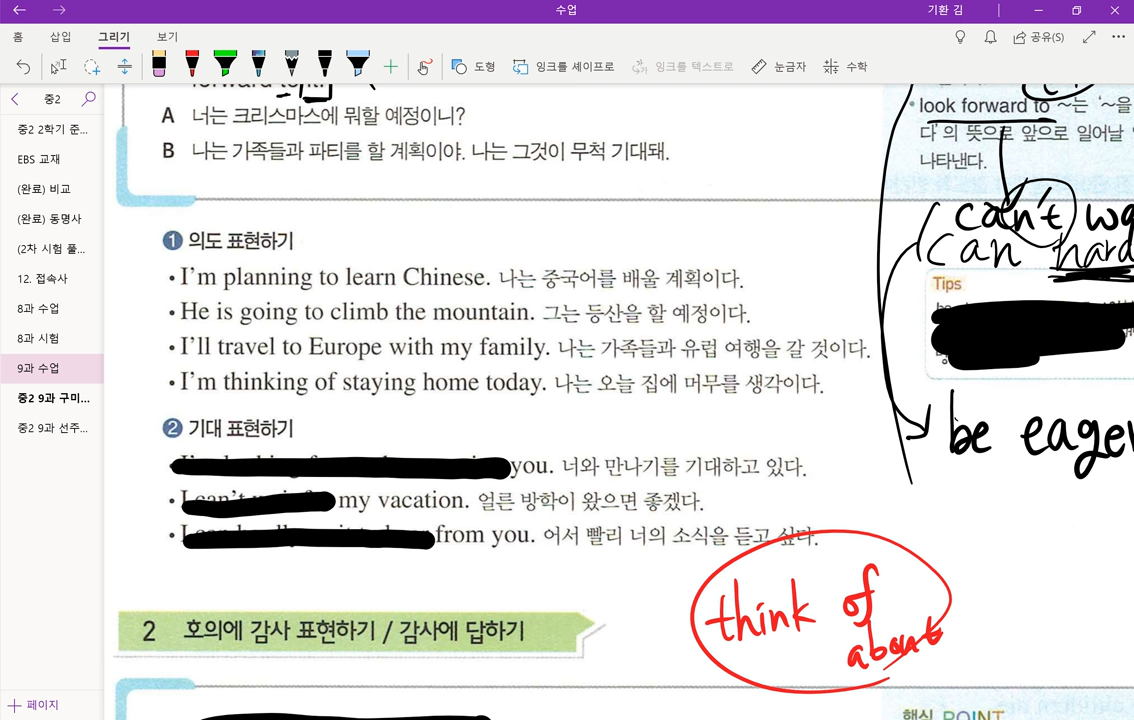 수업
기환 김
홈 삽입 그리기 보기
공유(S)
도형 잉크를 셰이프로 잉크를 텍스트로 눈금자 수학
중2
중2 2학기 준...
EBS 교재
(완료) 비교
(완료) 동명사
(2차 시험 풀...
12. 접속사
8과 수업
8과 시험
9과 수업
중2 9과 구미...
중2 9과 선주...
페이지
forward to it!
A 너는 크리스마스에 뭐할 예정이니?
B 나는 가족들과 파티를 할 계획이야. 나는 그것이 무척 기대돼.
1 의도 표현하기
• I'm planning to learn Chinese. 나는 중국어를 배울 계획이다.
• He is going to climb the mountain. 그는 등산을 할 예정이다.
• I'll travel to Europe with my family. 나는 가족들과 유럽 여행을 갈 것이다.
• I'm thinking of staying home today. 나는 오늘 집에 머무를 생각이다.
2 기대 표현하기
you. 너와 만나기를 기대하고 있다.
• I can't my vacation. 얼른 방학이 왔으면 좋겠다.
• I from you. 어서 빨리 너의 소식을 듣고 싶다.
2 호의에 감사 표현하기 / 감사에 답하기
• look forward to ~는 '~을
다'의 뜻으로 앞으로 일어날
나타낸다.
can't wa
can hard
Tips
be eager
think of
about
핵심 POINT